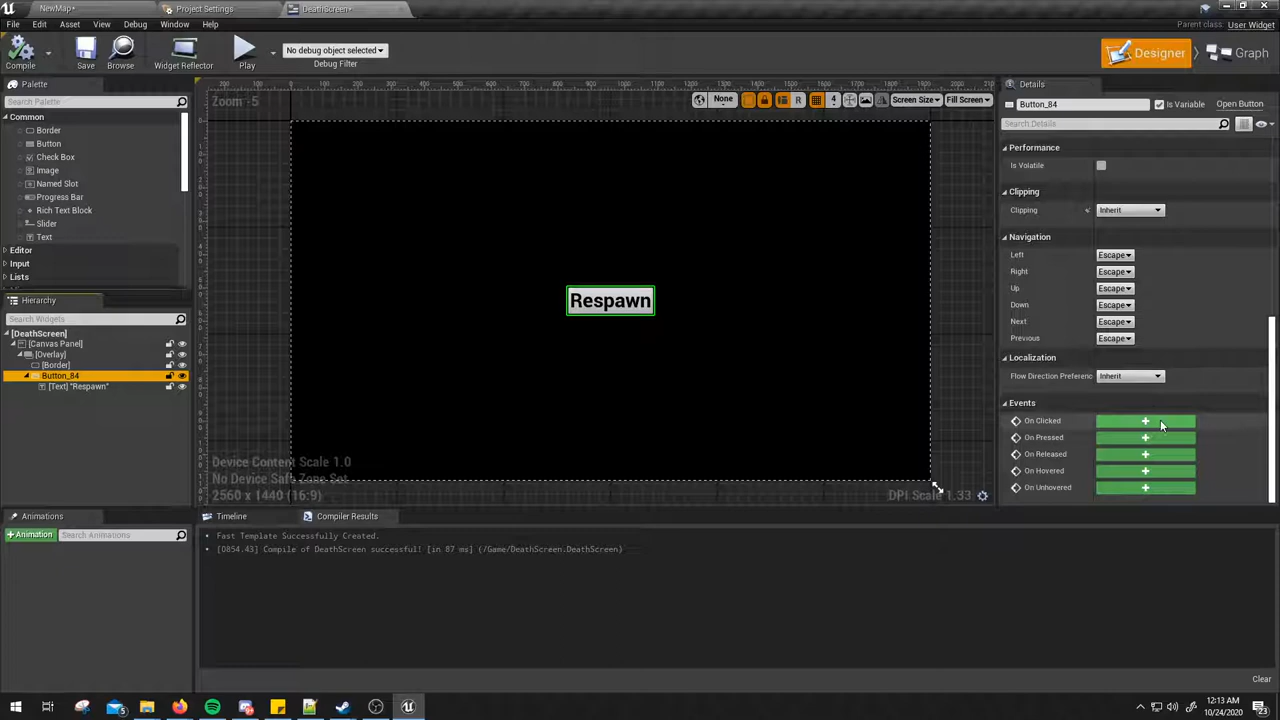 NewMap*
Project Settings
DeathScreen*
File Edit Asset View Debug Window Help
Parent class: User Widget
Compile
Save
Browse
Widget Reflector
Play
No debug object selected
Debug Filter
Designer
Graph
Palette
Search Palette
Common
Border
Button
Check Box
Image
Named Slot
Progress Bar
Rich Text Block
Slider
Text
Editor
Input
Lists
Hierarchy
Search Widgets
[DeathScreen]
[Canvas Panel]
[Overlay]
[Border]
Button_84
[Text] "Respawn"
Animations
+ Animation
Search Animations
Zoom -5
None
R
4
Screen Size
Fill Screen
Respawn
Device Content Scale 1.0
No Device Safe Zone Set
2560 x 1440 (16:9)
DPI Scale 1.33
Timeline
Compiler Results
Fast Template Successfully Created.
[0854.43] Compile of DeathScreen successful! [in 87 ms] (/Game/DeathScreen.DeathScreen)
Clear
Details
Button_84
Is Variable
Open Button
Search Details
Performance
Is Volatile
Clipping
Clipping Inherit
Navigation
Left Escape
Right Escape
Up Escape
Down Escape
Next Escape
Previous Escape
Localization
Flow Direction Preferenc Inherit
Events
On Clicked
On Pressed
On Released
On Hovered
On Unhovered
12:13 AM
10/24/2020